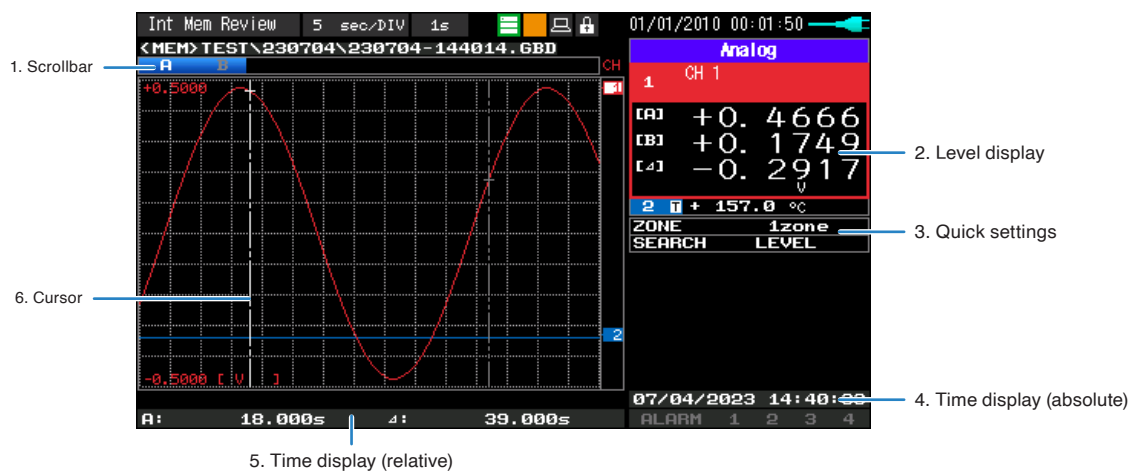 Int Mem Review 5 sec/DIV 1s 01/01/2010 00:01:50
<MEM>TEST\230704\230704-144014.GBD
Analog
1. Scrollbar
A B
CH
1 CH 1
+0.5000
1
[A] +0. 4666
[B] +0. 1749
2. Level display
[⊿] -0. 2917
V
2 T + 157.0 °C
ZONE 1zone
3. Quick settings
SEARCH LEVEL
6. Cursor
2
-0.5000 [ V ]
07/04/2023 14:40:
4. Time display (absolute)
A: 18.000s ⊿: 39.000s
ALARM 1 2 3 4
5. Time display (relative)